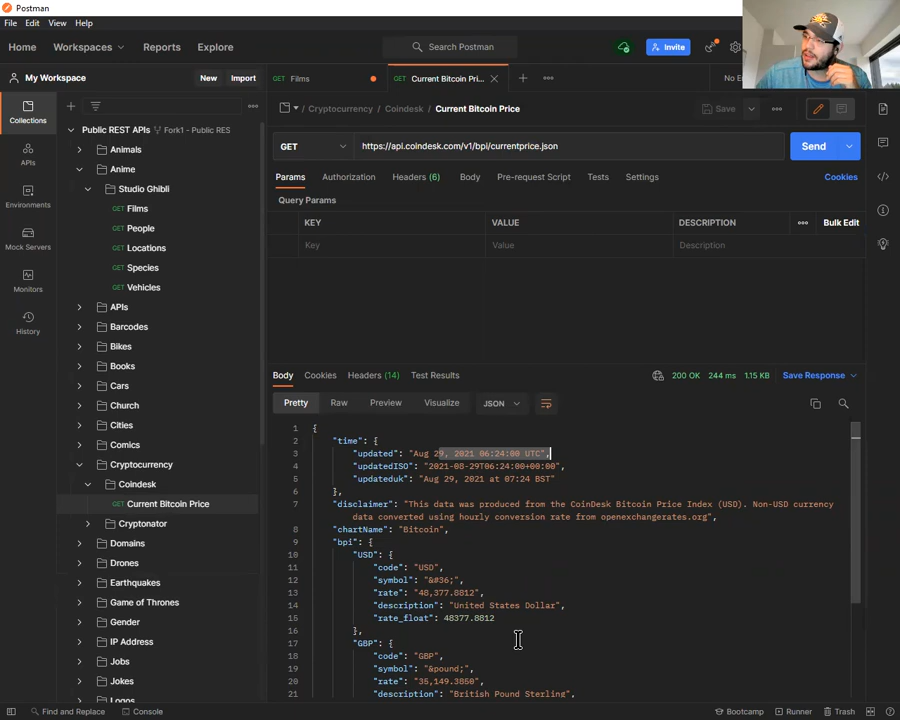 Postman
File Edit View Help
Home Workspaces Reports Explore Search Postman Invite
My Workspace New Import Films Current Bitcoin Pri... No E
Collections
APIs
Environments
Mock Servers
Monitors
History
Public REST APIs Fork1 - Public RES
Animals
Anime
Studio Ghibli
GET Films
GET People
GET Locations
GET Species
GET Vehicles
APIs
Barcodes
Bikes
Books
Cars
Church
Cities
Comics
Cryptocurrency
Coindesk
GET Current Bitcoin Price
Cryptonator
Domains
Drones
Earthquakes
Game of Thrones
Gender
IP Address
Jobs
Jokes
Logos
GET Current Bitcoin Pri...
/ Cryptocurrency / Coindesk / Current Bitcoin Price Save
GET https://api.coindesk.com/v1/bpi/currentprice.json Send
Params Authorization Headers (6) Body Pre-request Script Tests Settings Cookies
Query Params
KEY VALUE DESCRIPTION Bulk Edit
Key Value Description
Body Cookies Headers (14) Test Results 200 OK 244 ms 1.15 KB Save Response
Pretty Raw Preview Visualize JSON
1 {
2 "time": {
3 "updated": "Aug 29, 2021 06:24:00 UTC",
4 "updatedISO": "2021-08-29T06:24:00+00:00",
5 "updateduk": "Aug 29, 2021 at 07:24 BST"
6 },
7 "disclaimer": "This data was produced from the CoinDesk Bitcoin Price Index (USD). Non-USD currency
data converted using hourly conversion rate from openexchangerates.org",
8 "chartName": "Bitcoin",
9 "bpi": {
10 "USD": {
11 "code": "USD",
12 "symbol": "&#36;",
13 "rate": "48,377.8812",
14 "description": "United States Dollar",
15 "rate_float": 48377.8812
16 },
17 "GBP": {
18 "code": "GBP",
19 "symbol": "&pound;",
20 "rate": "35,149.3850",
21 "description": "British Pound Sterling",
Find and Replace Console Bootcamp Runner Trash